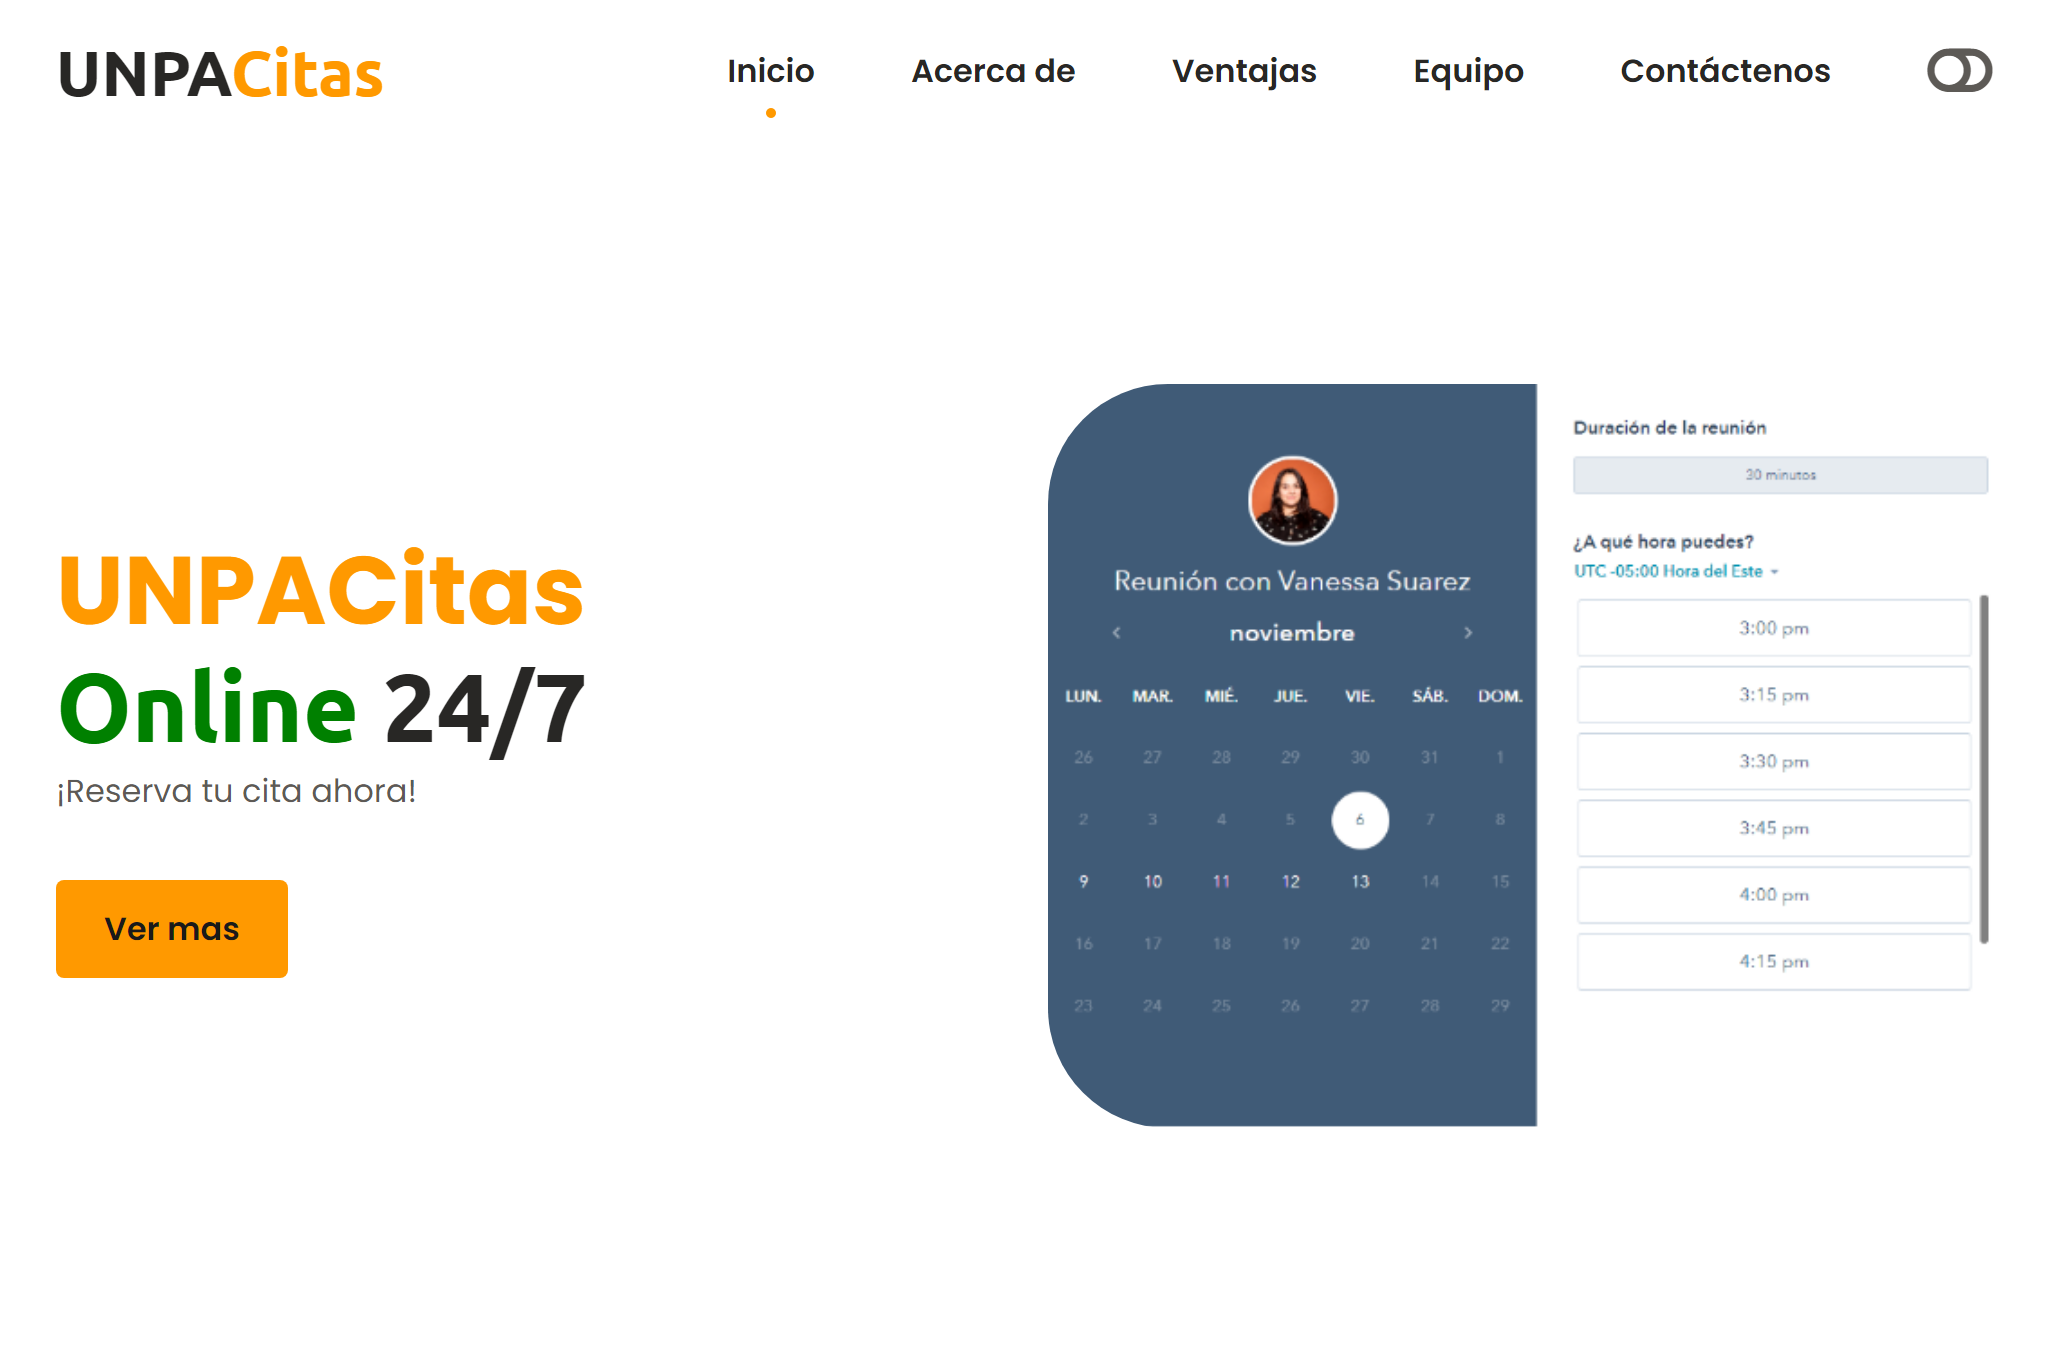 UNPACitas
Inicio
Acerca de
Ventajas
Equipo
Contáctenos
UNPACitas
Online 24/7
¡Reserva tu cita ahora!
Ver mas
Reunión con Vanessa Suarez
noviembre
LUN. MAR. MIÉ. JUE. VIE. SÁB. DOM.
26 27 28 29 30 31 1
2 3 4 5 6 7 8
9 10 11 12 13 14 15
16 17 18 19 20 21 22
23 24 25 26 27 28 29
Duración de la reunión
30 minutos
¿A qué hora puedes?
UTC -05:00 Hora del Este
3:00 pm
3:15 pm
3:30 pm
3:45 pm
4:00 pm
4:15 pm